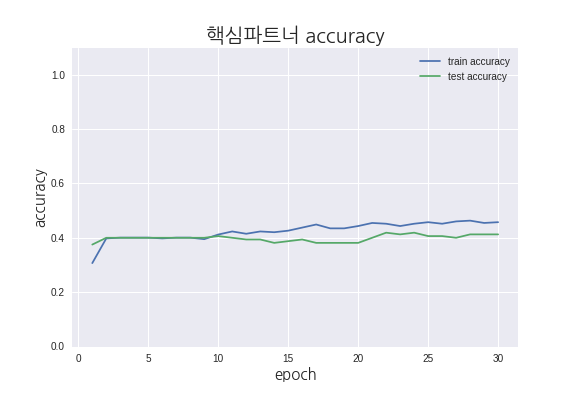 핵심파트너 accuracy
train accuracy
test accuracy
1.0
0.8
0.6
0.4
0.2
0.0
accuracy
0 5 10 15 20 25 30
epoch